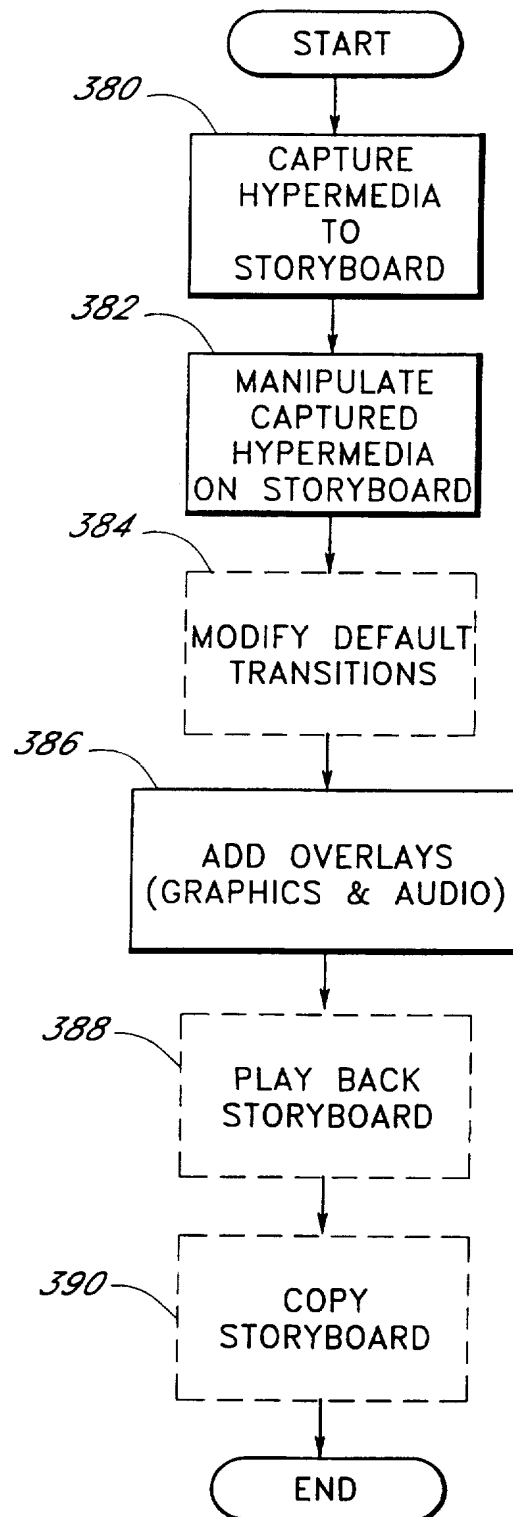 START
380
CAPTURE
HYPERMEDIA
TO
STORYBOARD
382
MANIPULATE
CAPTURED
HYPERMEDIA
ON STORYBOARD
384
MODIFY DEFAULT
TRANSITIONS
386
ADD OVERLAYS
(GRAPHICS & AUDIO)
388
PLAY BACK
STORYBOARD
390
COPY
STORYBOARD
END